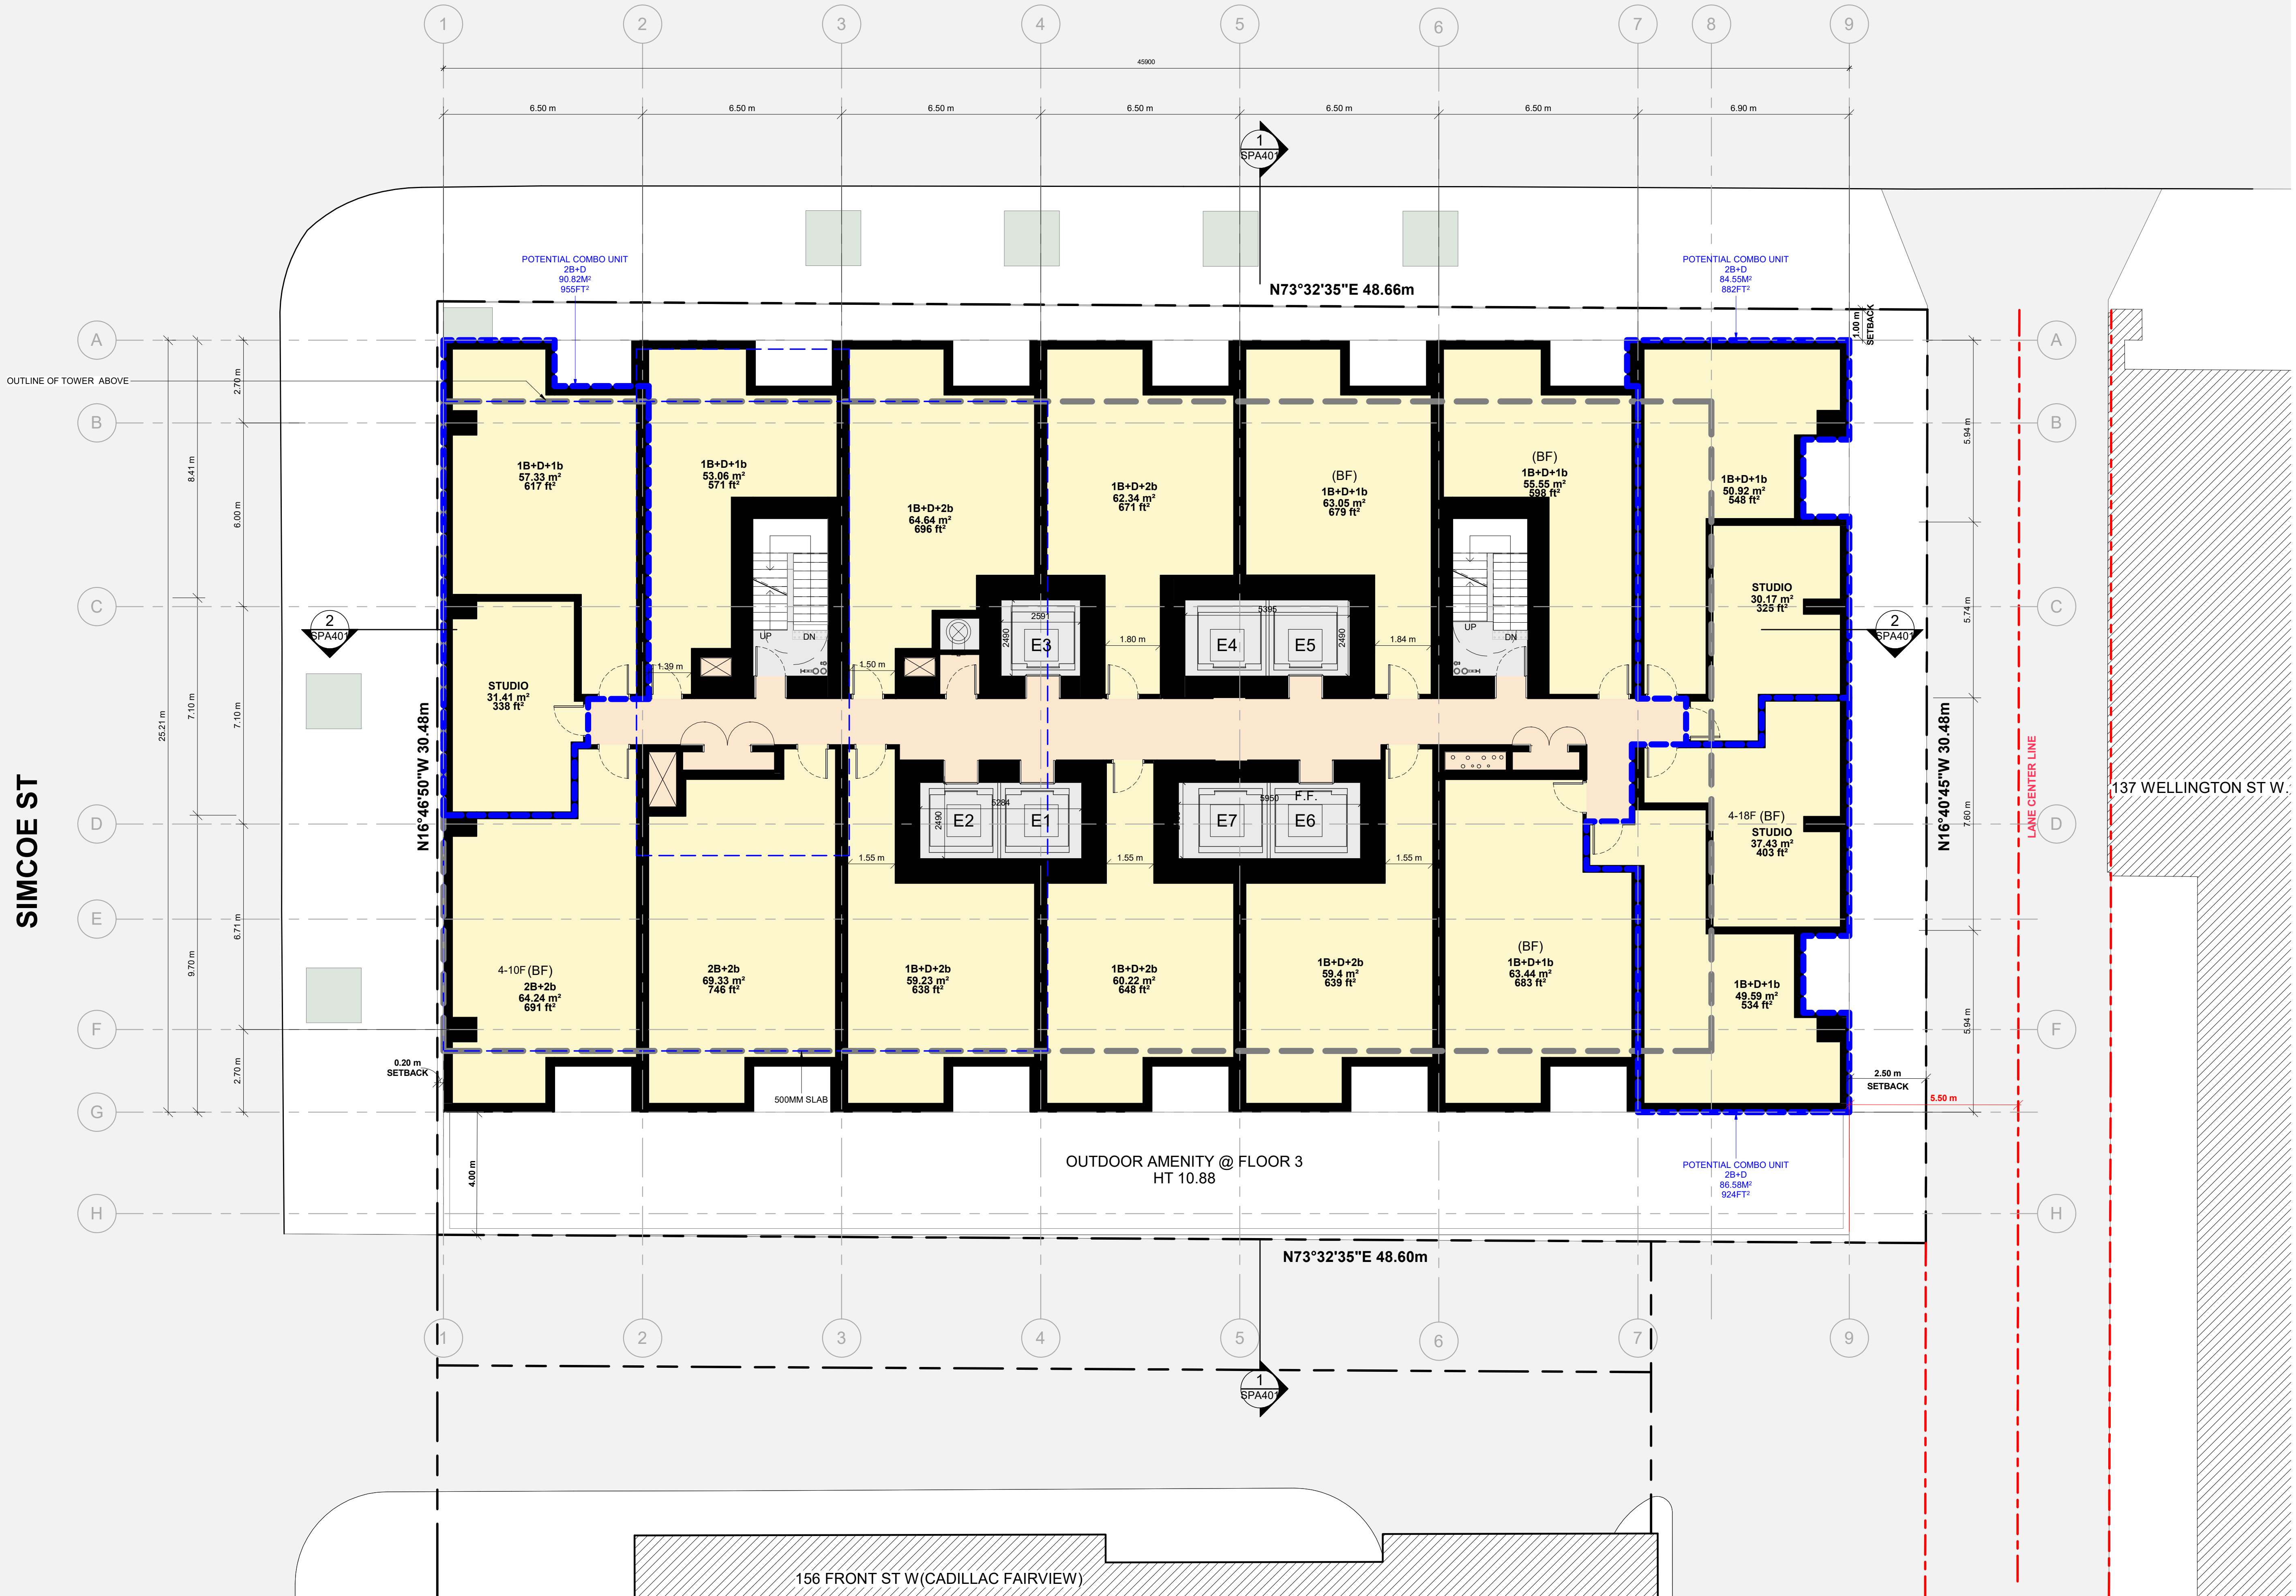 1
2
3
4
5
6
7
8
9
45900
6.50 m
6.50 m
6.50 m
6.50 m
6.50 m
6.50 m
6.90 m
1
SPA401
POTENTIAL COMBO UNIT
2B+D
90.82M²
955FT²
POTENTIAL COMBO UNIT
2B+D
84.55M²
882FT²
N73°32'35"E 48.66m
1.00 m
SETBACK
A
A
OUTLINE OF TOWER ABOVE
2.70 m
B
B
5.94 m
8.41 m
6.00 m
1B+D+1b
57.33 m²
617 ft²
1B+D+1b
53.06 m²
571 ft²
1B+D+2b
64.64 m²
696 ft²
1B+D+2b
62.34 m²
671 ft²
(BF)
1B+D+1b
63.05 m²
679 ft²
(BF)
1B+D+1b
55.55 m²
598 ft²
1B+D+1b
50.92 m²
548 ft²
C
C
STUDIO
30.17 m²
325 ft²
5.74 m
2
SPA401
2
SPA401
UP
DN
2591
2490
E3
1.80 m
5395
E4
E5
2490
1.84 m
UP
DN
1.39 m
1.50 m
STUDIO
31.41 m²
338 ft²
25.21 m
7.10 m
7.10 m
N16°46'50"W 30.48m
N16°40'45"W 30.48m
LANE CENTER LINE
137 WELLINGTON ST W.
SIMCOE ST
5284
2490
E2
E1
5950
F.F.
E7
E6
D
D
4-18F (BF)
STUDIO
37.43 m²
403 ft²
7.60 m
1.55 m
1.55 m
1.55 m
E
6.71 m
9.70 m
4-10F (BF)
2B+2b
64.24 m²
691 ft²
2B+2b
69.33 m²
746 ft²
1B+D+2b
59.23 m²
638 ft²
1B+D+2b
60.22 m²
648 ft²
1B+D+2b
59.4 m²
639 ft²
(BF)
1B+D+1b
63.44 m²
683 ft²
1B+D+1b
49.59 m²
534 ft²
5.94 m
F
F
2.70 m
0.20 m
SETBACK
2.50 m
SETBACK
500MM SLAB
5.50 m
G
G
4.00 m
OUTDOOR AMENITY @ FLOOR 3
HT 10.88
POTENTIAL COMBO UNIT
2B+D
86.58M²
924FT²
H
H
N73°32'35"E 48.60m
1
2
3
4
5
6
7
9
1
SPA401
156 FRONT ST W(CADILLAC FAIRVIEW)